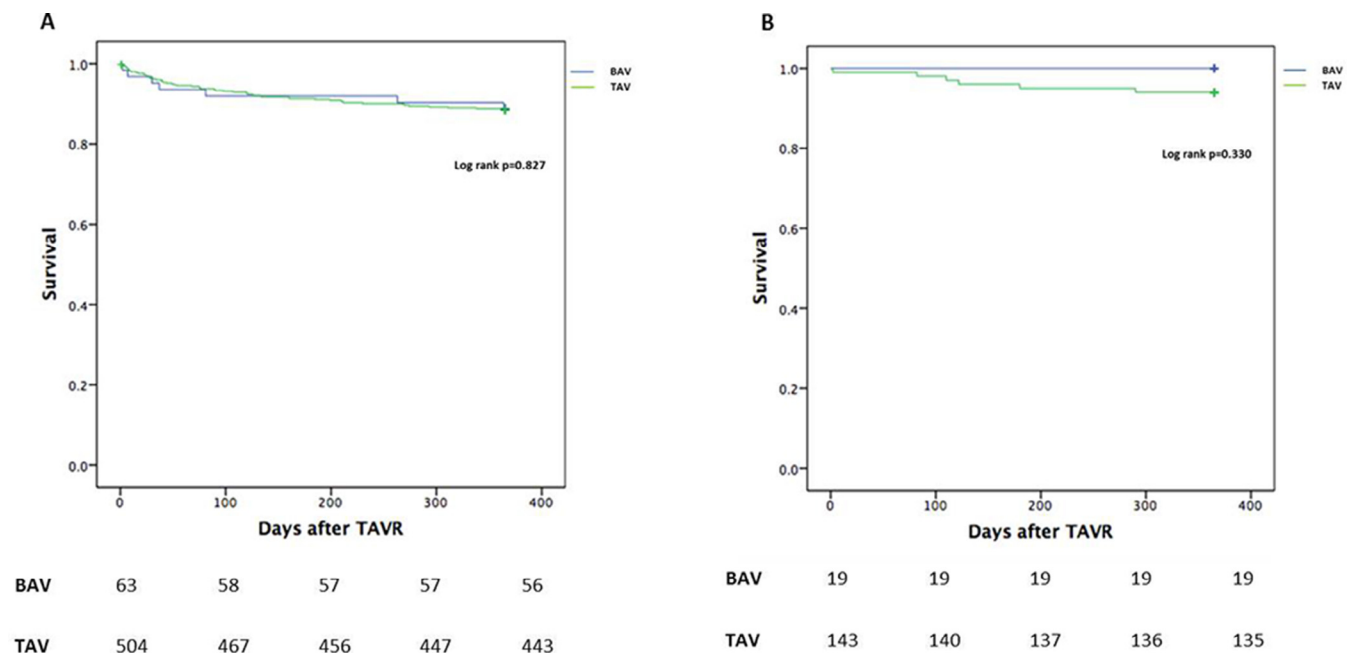 A
1.0
0.8
0.6
0.4
0.2
0.0
Survival
0 100 200 300 400
Days after TAVR
BAV
TAV
Log rank p=0.827
BAV 63 58 57 57 56
TAV 504 467 456 447 443
B
1.0
0.8
0.6
0.4
0.2
0.0
Survival
0 100 200 300 400
Days after TAVR
BAV
TAV
Log rank p=0.330
BAV 19 19 19 19 19
TAV 143 140 137 136 135